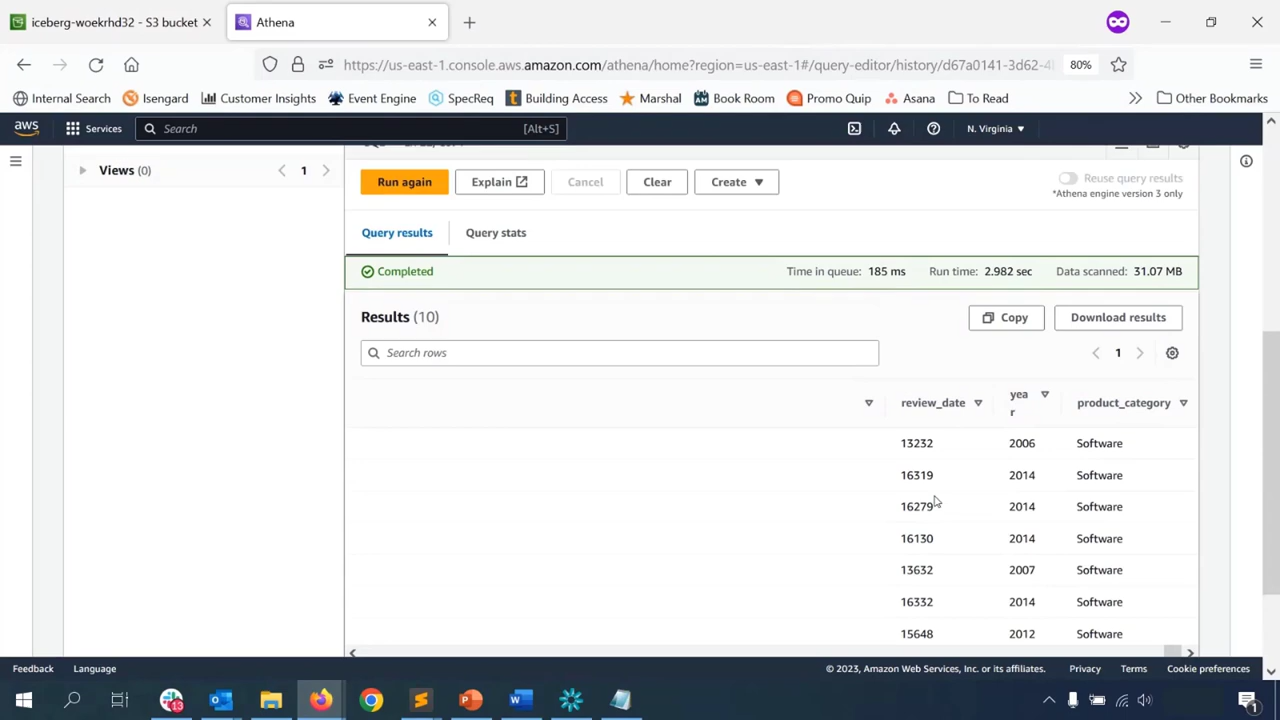 iceberg-woekrhd32 - S3 bucket
Athena
https://us-east-1.console.aws.amazon.com/athena/home?region=us-east-1#/query-editor/history/d67a0141-3d62-4
80%
Internal Search
Isengard
Customer Insights
Event Engine
SpecReq
Building Access
Marshal
Book Room
Promo Quip
Asana
To Read
Other Bookmarks
aws
Services
Search
[Alt+S]
N. Virginia
Views (0)
1
Run again
Explain
Cancel
Clear
Create
Reuse query results
*Athena engine version 3 only
Query results
Query stats
Completed
Time in queue: 185 ms
Run time: 2.982 sec
Data scanned: 31.07 MB
Results (10)
Copy
Download results
Search rows
1
review_date
yea
r
product_category
13232 2006 Software
16319 2014 Software
16279 2014 Software
16130 2014 Software
13632 2007 Software
16332 2014 Software
15648 2012 Software
Feedback
Language
© 2023, Amazon Web Services, Inc. or its affiliates.
Privacy
Terms
Cookie preferences
13
1